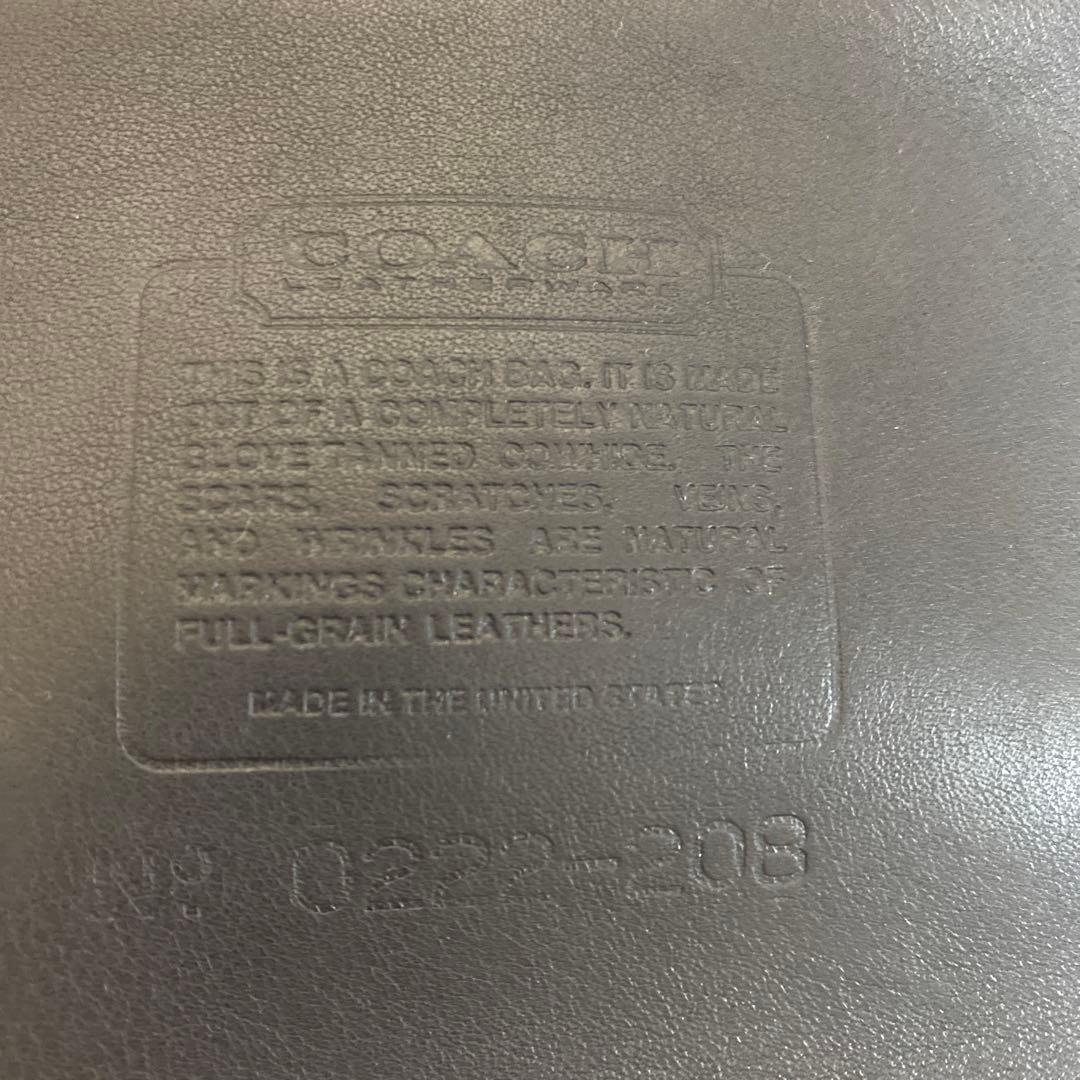 COACH
LEATHERWARE
THIS IS A COACH BAG. IT IS MADE
OUT OF A COMPLETELY NATURAL
GLOVE TANNED COWHIDE. THE
SCARS, SCRATCHES, VEINS,
AND WRINKLES ARE NATURAL
MARKINGS CHARACTERISTIC OF
FULL-GRAIN LEATHERS.
MADE IN THE UNITED STATES
Nº 0222-208